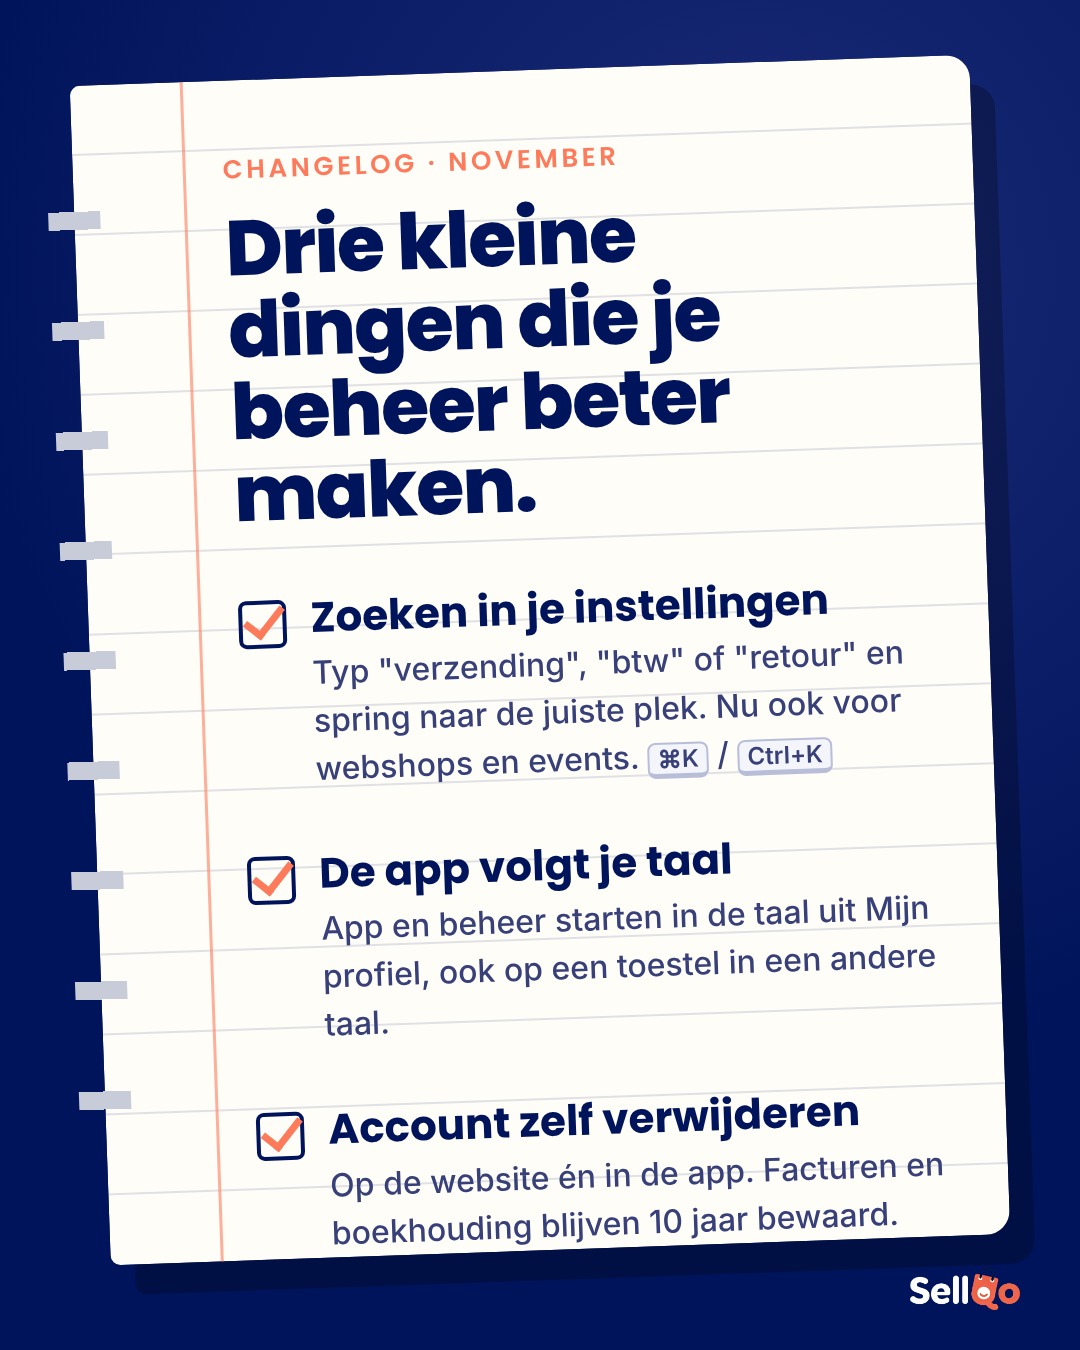 CHANGELOG · NOVEMBER
Drie kleine
dingen die je
beheer beter
maken.
Zoeken in je instellingen
Typ "verzending", "btw" of "retour" en
spring naar de juiste plek. Nu ook voor
webshops en events. ⌘K / Ctrl+K
De app volgt je taal
App en beheer starten in de taal uit Mijn
profiel, ook op een toestel in een andere
taal.
Account zelf verwijderen
Op de website én in de app. Facturen en
boekhouding blijven 10 jaar bewaard.
SellQo